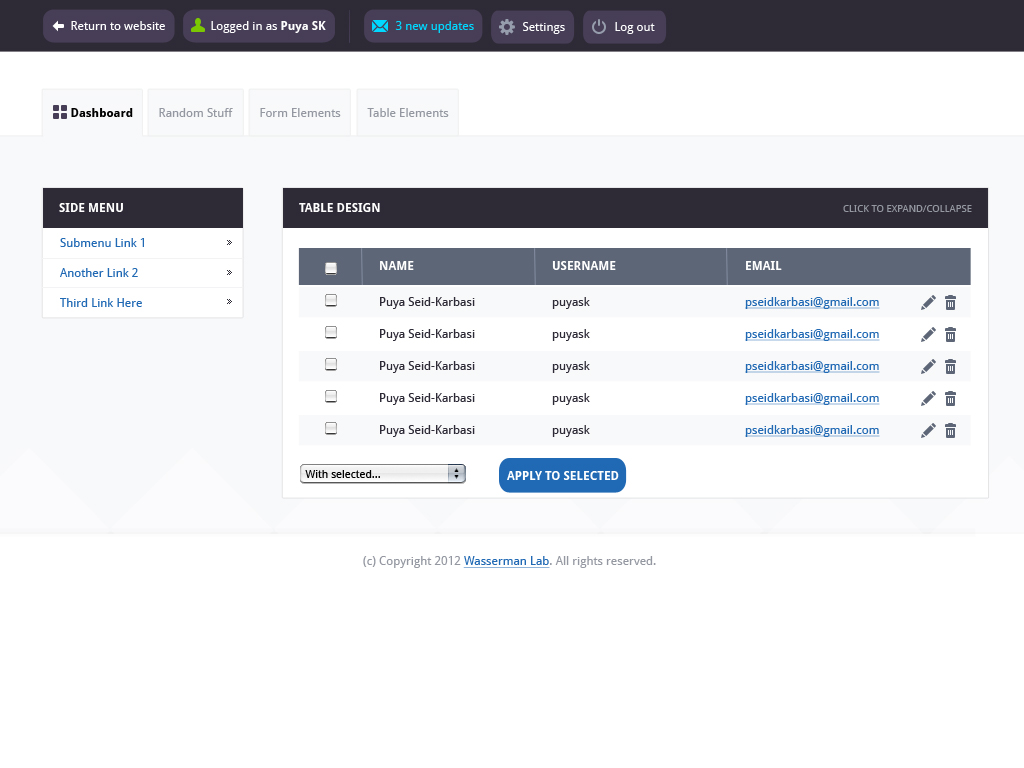 Return to website
Logged in as Puya SK
3 new updates
Settings
Log out
Dashboard
Random Stuff
Form Elements
Table Elements
SIDE MENU
Submenu Link 1 »
Another Link 2 »
Third Link Here »
TABLE DESIGN
CLICK TO EXPAND/COLLAPSE
NAME USERNAME EMAIL
Puya Seid-Karbasi puyask pseidkarbasi@gmail.com
Puya Seid-Karbasi puyask pseidkarbasi@gmail.com
Puya Seid-Karbasi puyask pseidkarbasi@gmail.com
Puya Seid-Karbasi puyask pseidkarbasi@gmail.com
Puya Seid-Karbasi puyask pseidkarbasi@gmail.com
With selected...
APPLY TO SELECTED
(c) Copyright 2012 Wasserman Lab. All rights reserved.